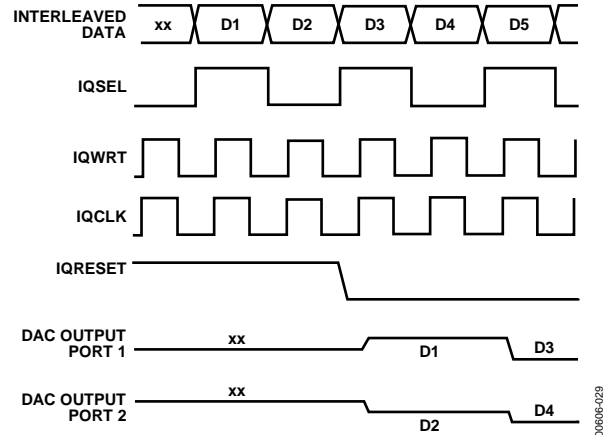 INTERLEAVED
DATA
xx D1 D2 D3 D4 D5
IQSEL
IQWRT
IQCLK
IQRESET
DAC OUTPUT
PORT 1
xx
D1
D3
DAC OUTPUT
PORT 2
xx
D2
D4
00606-029